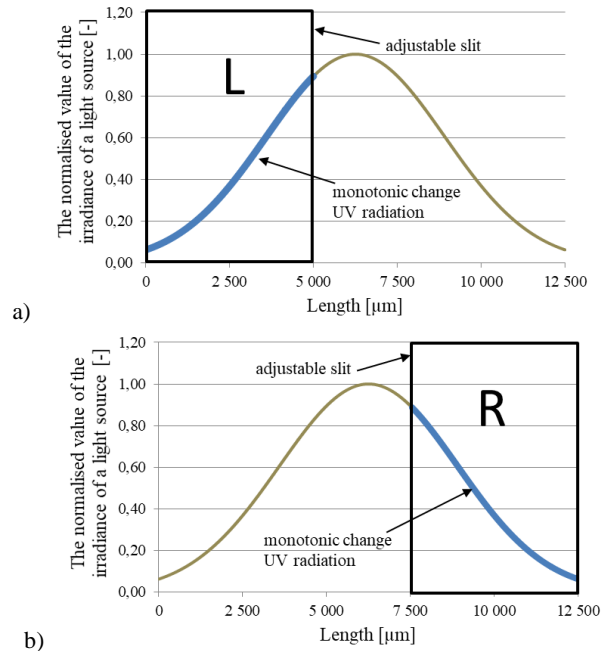 The normalised value of the
irradiance of a light source [-]
1,20
1,00
0,80
0,60
0,40
0,20
0,00
L
adjustable slit
monotonic change
UV radiation
0
2 500
5 000
7 500
10 000
12 500
Length [µm]
a)
The normalised value of the
irradiance of a light source [-]
1,20
1,00
0,80
0,60
0,40
0,20
0,00
adjustable slit
R
monotonic change
UV radiation
0
2 500
5 000
7 500
10 000
12 500
Length [µm]
b)